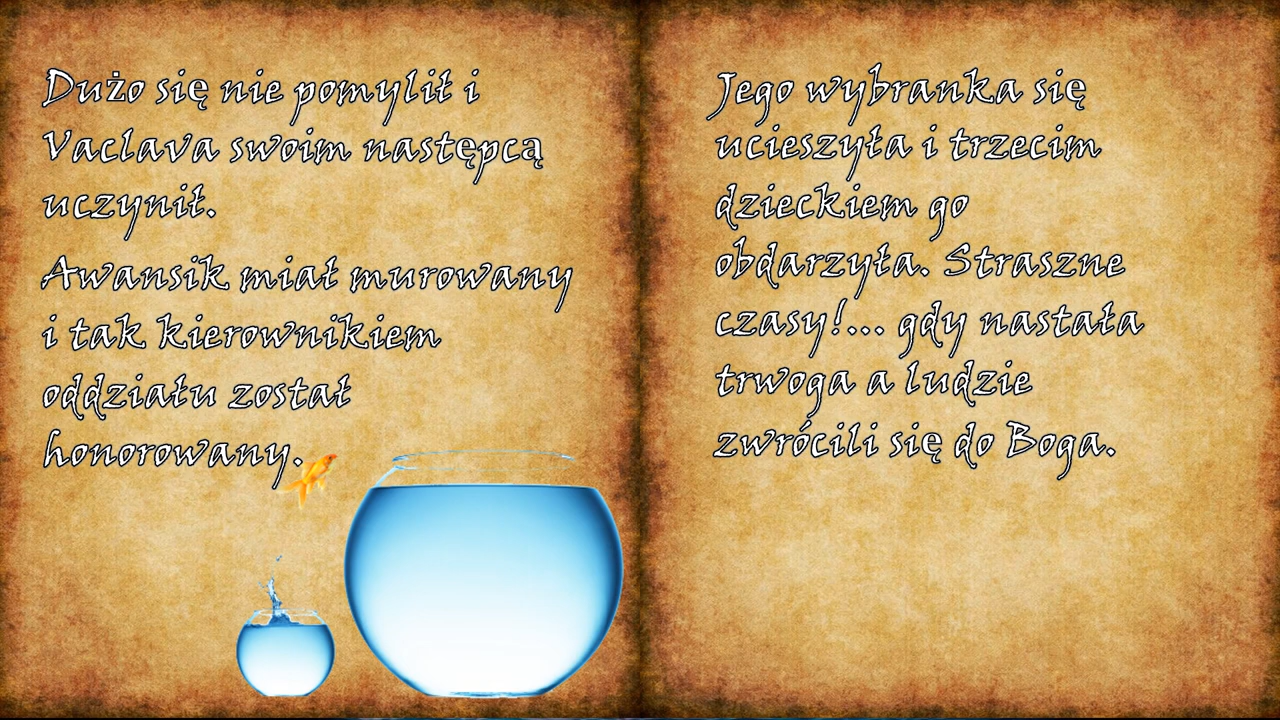 Dużo się nie pomylił i
Vaclava swoim następcą
uczynił.
Awansik miał murowany
i tak kierownikiem
oddziału został
honorowany.
Jego wybranka się
ucieszyła i trzecim
dzieckiem go
obdarzyła. Straszne
czasy!... gdy nastała
trwoga a ludzie
zwrócili się do Boga.